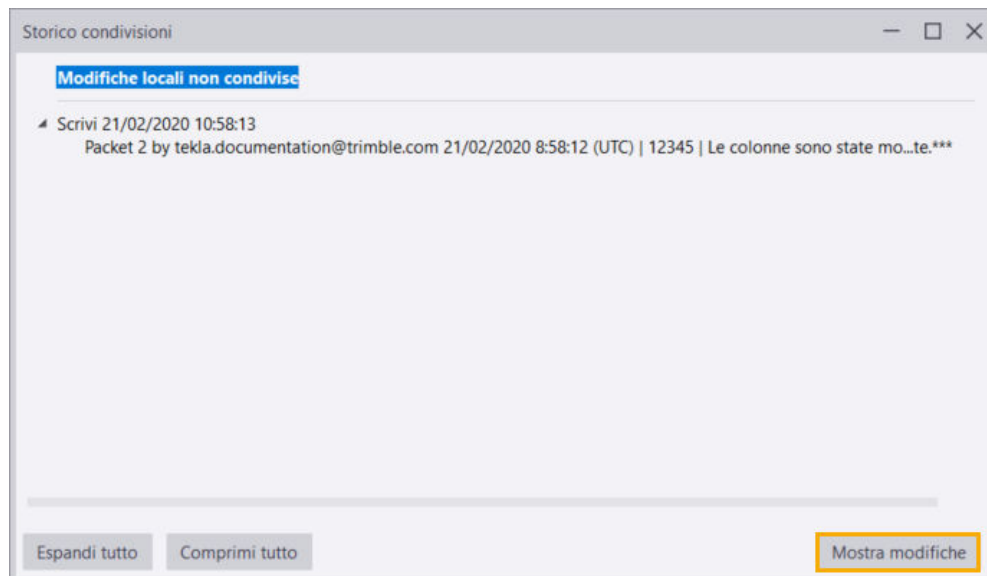 Storico condivisioni
Modifiche locali non condivise
Scrivi 21/02/2020 10:58:13
Packet 2 by tekla.documentation@trimble.com 21/02/2020 8:58:12 (UTC) | 12345 | Le colonne sono state mo...te.***
Espandi tutto Comprimi tutto Mostra modifiche